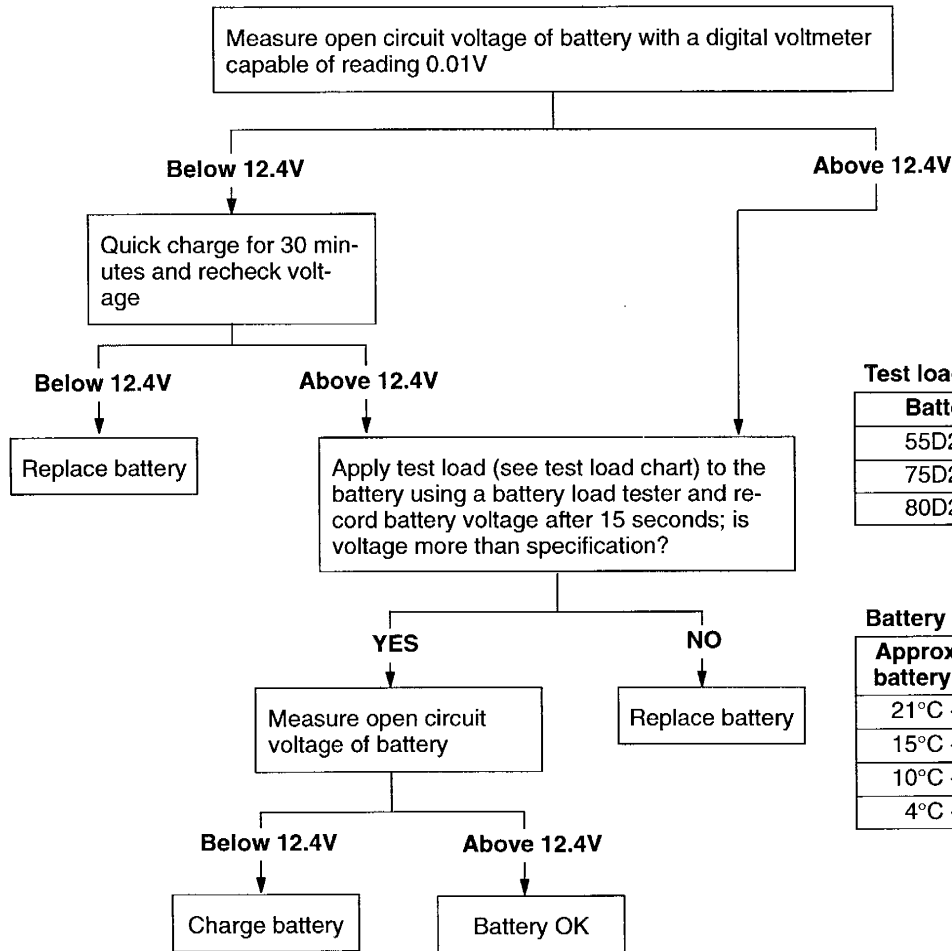 Measure open circuit voltage of battery with a digital voltmeter
capable of reading 0.01V
Below 12.4V
Above 12.4V
Quick charge for 30 min-
utes and recheck volt-
age
Below 12.4V
Above 12.4V
Replace battery
Apply test load (see test load chart) to the
battery using a battery load tester and re-
cord battery voltage after 15 seconds; is
voltage more than specification?
YES
NO
Measure open circuit
voltage of battery
Replace battery
Below 12.4V
Above 12.4V
Charge battery
Battery OK
Test
55D2
75D2
80D2
Battery
battery
21°C
15°C
10°C
4°C